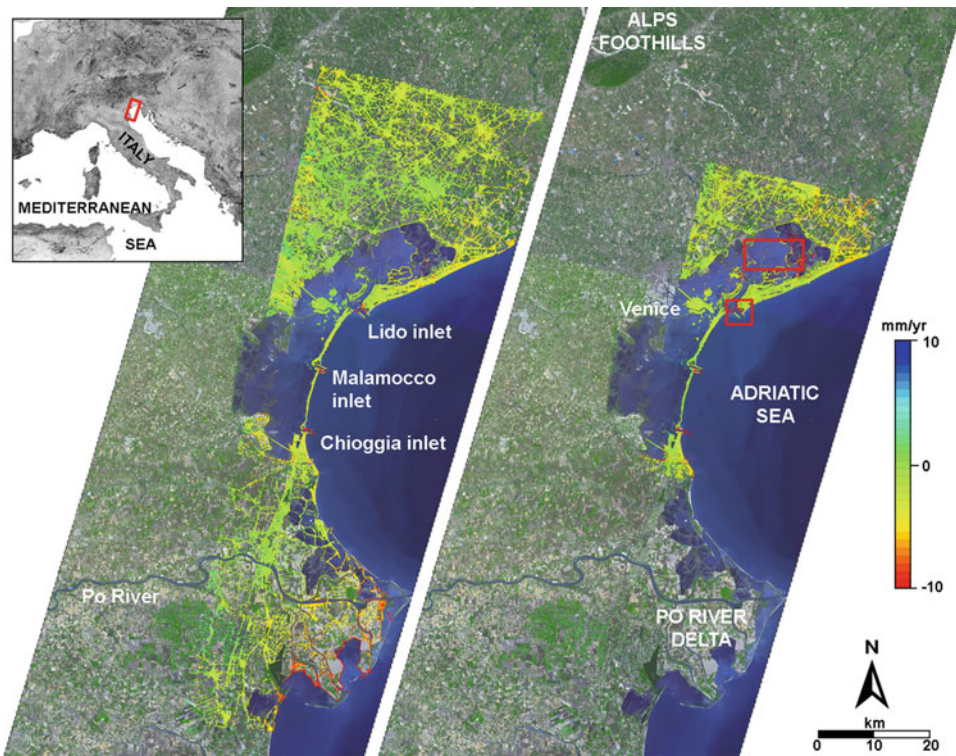 ITALY
MEDITERRANEAN
SEA
Lido inlet
Malamocco
inlet
Chioggia inlet
Po River
ALPS
FOOTHILLS
Venice
ADRIATIC
SEA
PO RIVER
DELTA
mm/yr
10
0
-10
N
km
0 10 20